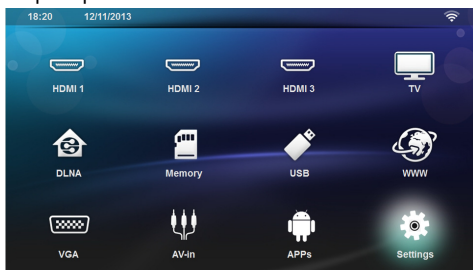 18:20 12/11/2013
HDMI 1 HDMI 2 HDMI 3 TV
DLNA Memory USB WWW
VGA AV-in APPs Settings